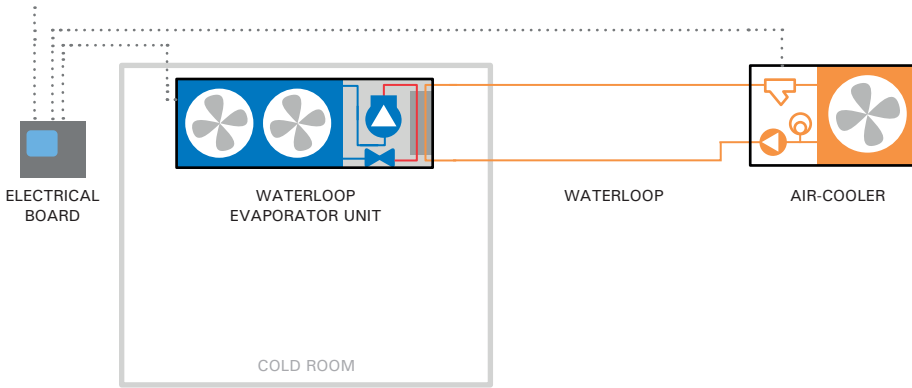 ELECTRICAL
BOARD
WATERLOOP
EVAPORATOR UNIT
WATERLOOP
AIR-COOLER
COLD ROOM